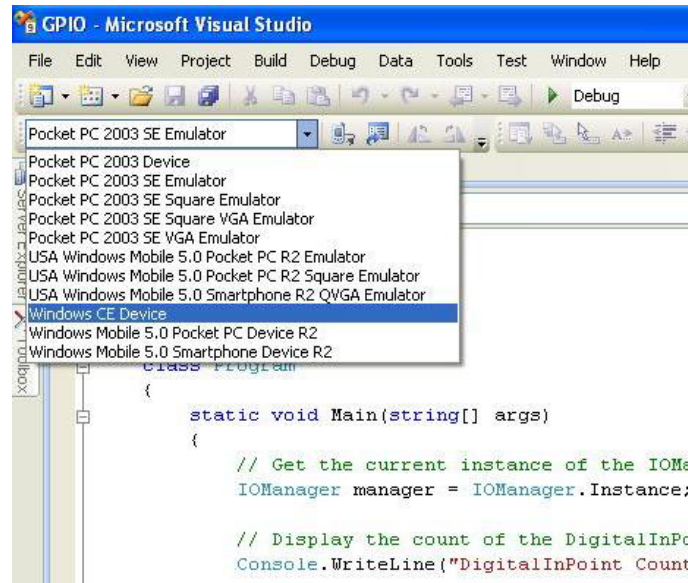 GPIO - Microsoft Visual Studio
File Edit View Project Build Debug Data Tools Test Window Help
Debug
Pocket PC 2003 SE Emulator
Pocket PC 2003 Device
Pocket PC 2003 SE Emulator
Pocket PC 2003 SE Square Emulator
Pocket PC 2003 SE Square VGA Emulator
Pocket PC 2003 SE VGA Emulator
USA Windows Mobile 5.0 Pocket PC R2 Emulator
USA Windows Mobile 5.0 Pocket PC R2 Square Emulator
USA Windows Mobile 5.0 Smartphone R2 QVGA Emulator
Windows CE Device
Windows Mobile 5.0 Pocket PC Device R2
Windows Mobile 5.0 Smartphone Device R2
Server Explorer
Toolbox
class Program
{
static void Main(string[] args)
{
// Get the current instance of the IOMa
IOManager manager = IOManager.Instance;
// Display the count of the DigitalInPo
Console.WriteLine("DigitalInPoint Count